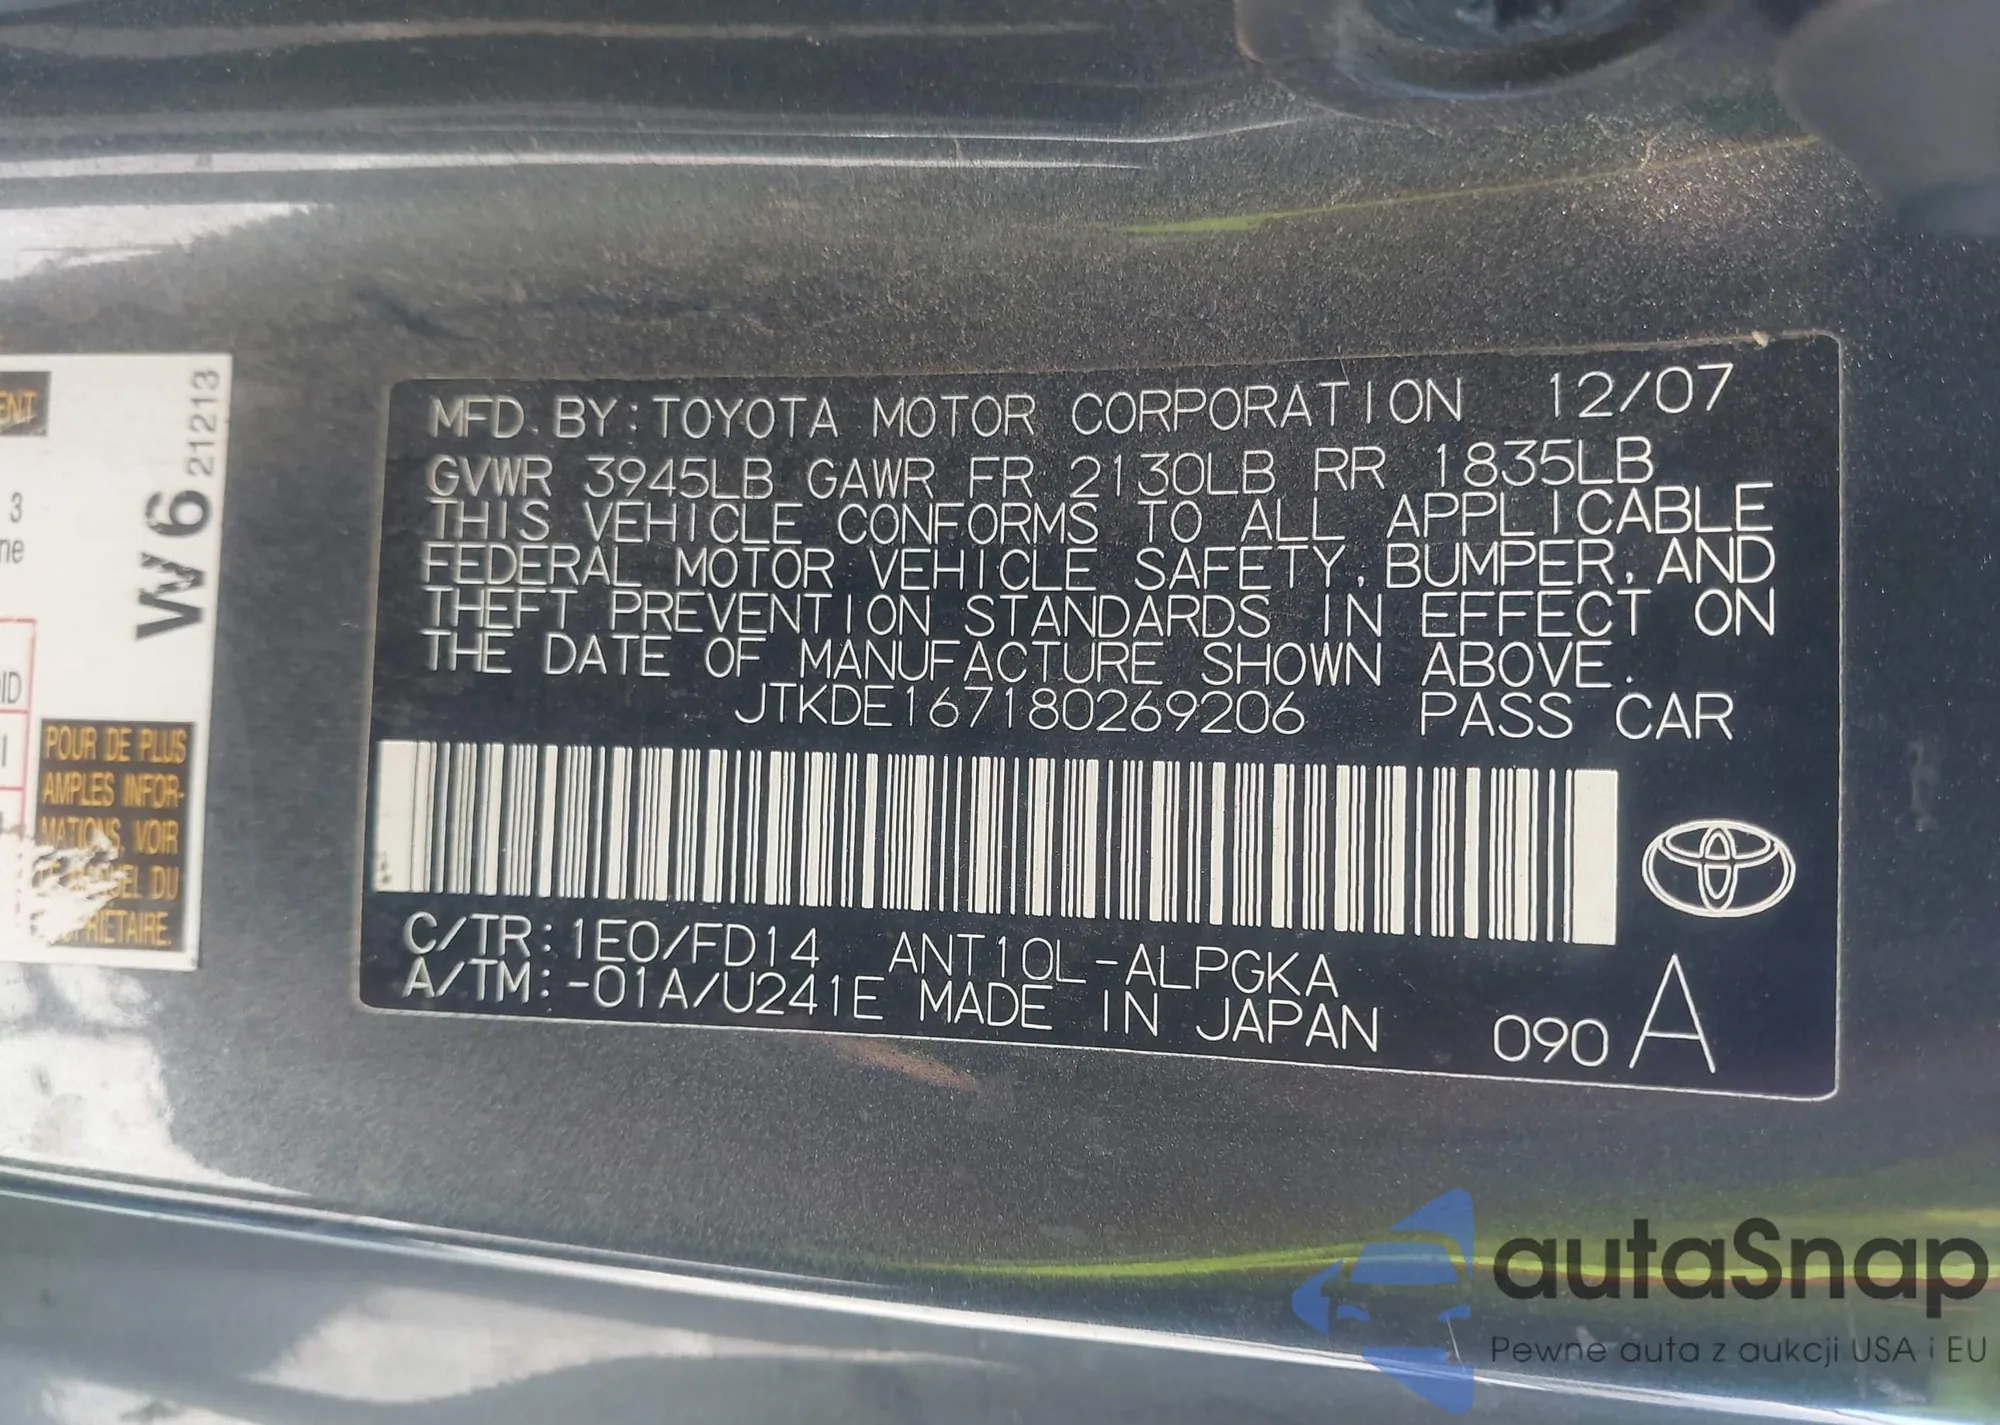 MFD. BY: TOYOTA MOTOR CORPORATION 12/07
GVWR 3945LB GAWR FR 2130LB RR 1835LB
THIS VEHICLE CONFORMS TO ALL APPLICABLE
FEDERAL MOTOR VEHICLE SAFETY, BUMPER, AND
THEFT PREVENTION STANDARDS IN EFFECT ON
THE DATE OF MANUFACTURE SHOWN ABOVE.
JTKDE167180269206 PASS CAR
C/TR: 1E0/FD14 ANT10L-ALPGKA
A/TM: -01A/U241E MADE IN JAPAN
090 A
W6 21213
3
POUR DE PLUS
AMPLES INFOR-
MATIONS, VOIR
DU
autaSnap
Pewne auta z aukcji USA i EU